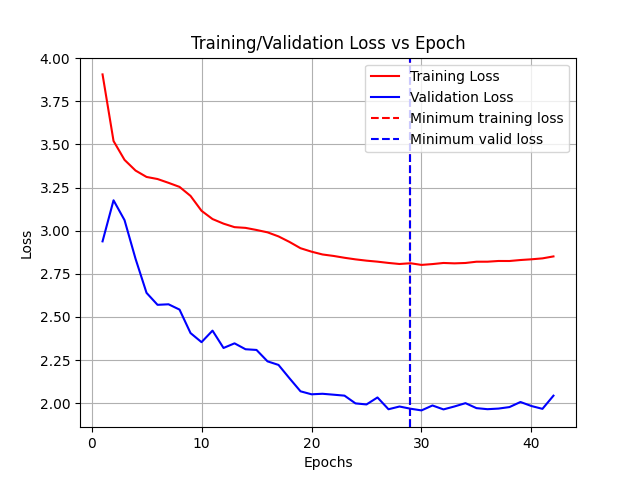 Training/Validation Loss vs Epoch
4.00
3.75
3.50
3.25
3.00
2.75
2.50
2.25
2.00
Loss
Training Loss
Validation Loss
Minimum training loss
Minimum valid loss
0 10 20 30 40
Epochs